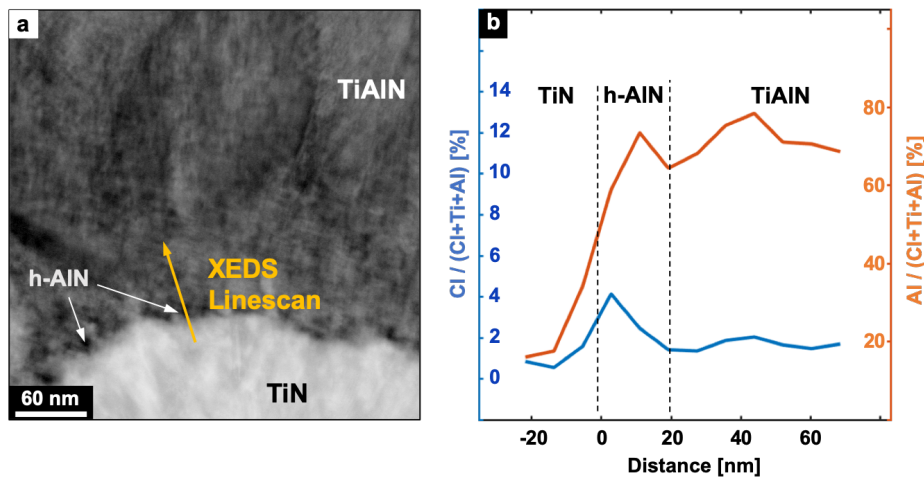 a
TiAlN
h-AlN
XEDS
Linescan
TiN
60 nm
b
TiN
h-AlN
TiAlN
Cl / (Cl+Ti+Al) [%]
14
12
10
8
6
4
2
0
80
60
40
20
Al / (Cl+Ti+Al) [%]
-20
0
20
40
60
Distance [nm]